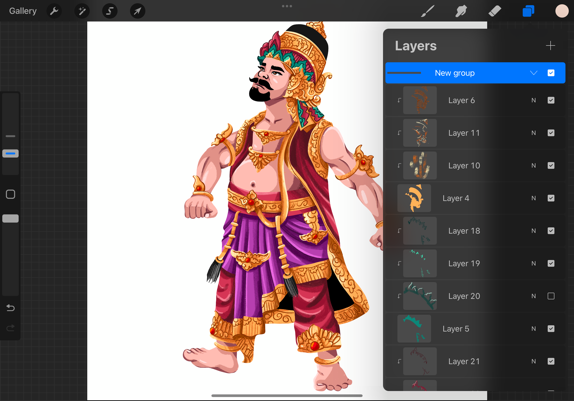 Gallery
Layers
New group
Layer 6 N
Layer 11 N
Layer 10 N
Layer 4 N
Layer 18 N
Layer 19 N
Layer 20 N
Layer 5 N
Layer 21 N